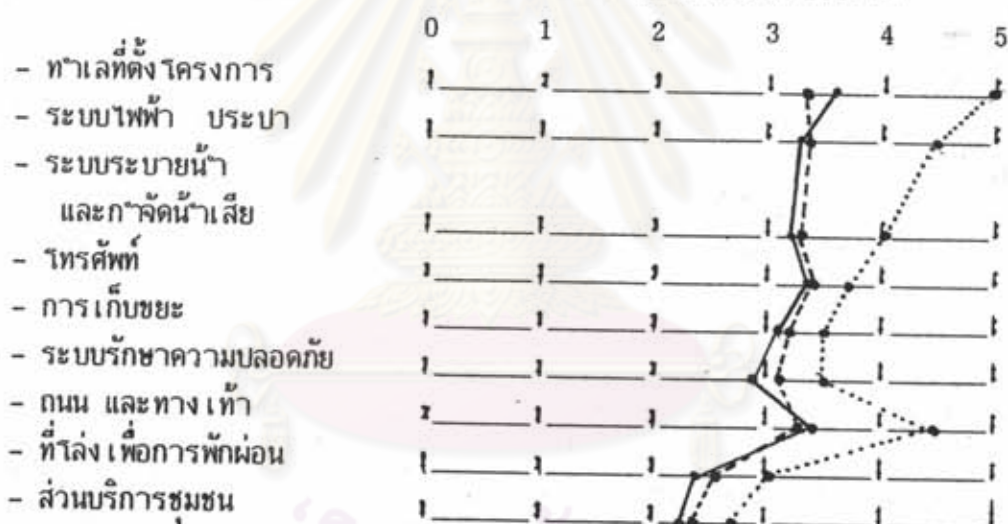 0 1 2 3 4 5
- ทำเลที่ตั้งโครงการ
- ระบบไฟฟ้า ประปา
- ระบบระบายน้ำ
และกำจัดน้ำเสีย
- โทรศัพท์
- การเก็บขยะ
- ระบบรักษาความปลอดภัย
- ถนน และทางเท้า
- ที่โล่งเพื่อการพักผ่อน
- ส่วนบริการชุมชน